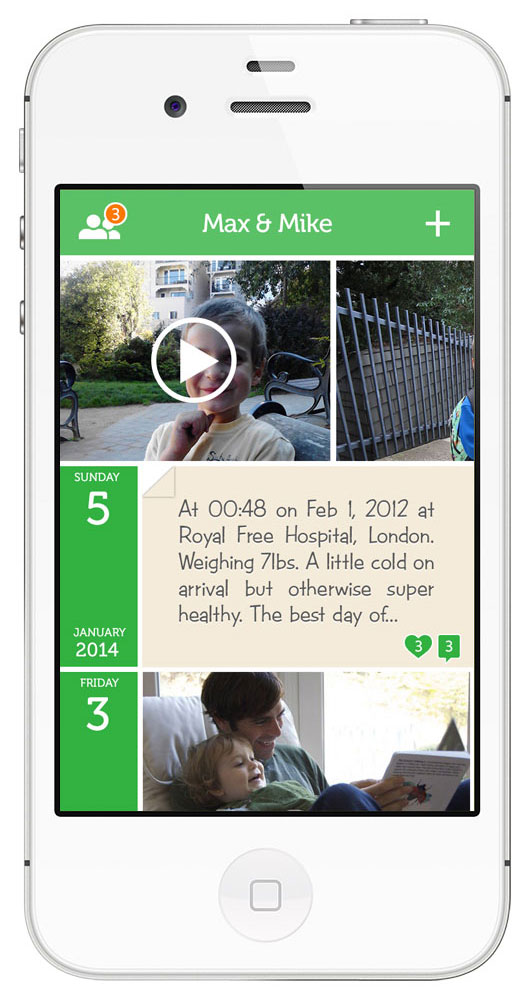 3
Max & Mike
SUNDAY
5
At 00:48 on Feb 1, 2012 at
Royal Free Hospital, London.
Weighing 7lbs. A little cold on
arrival but otherwise super
healthy. The best day of...
3 3
JANUARY
2014
FRIDAY
3